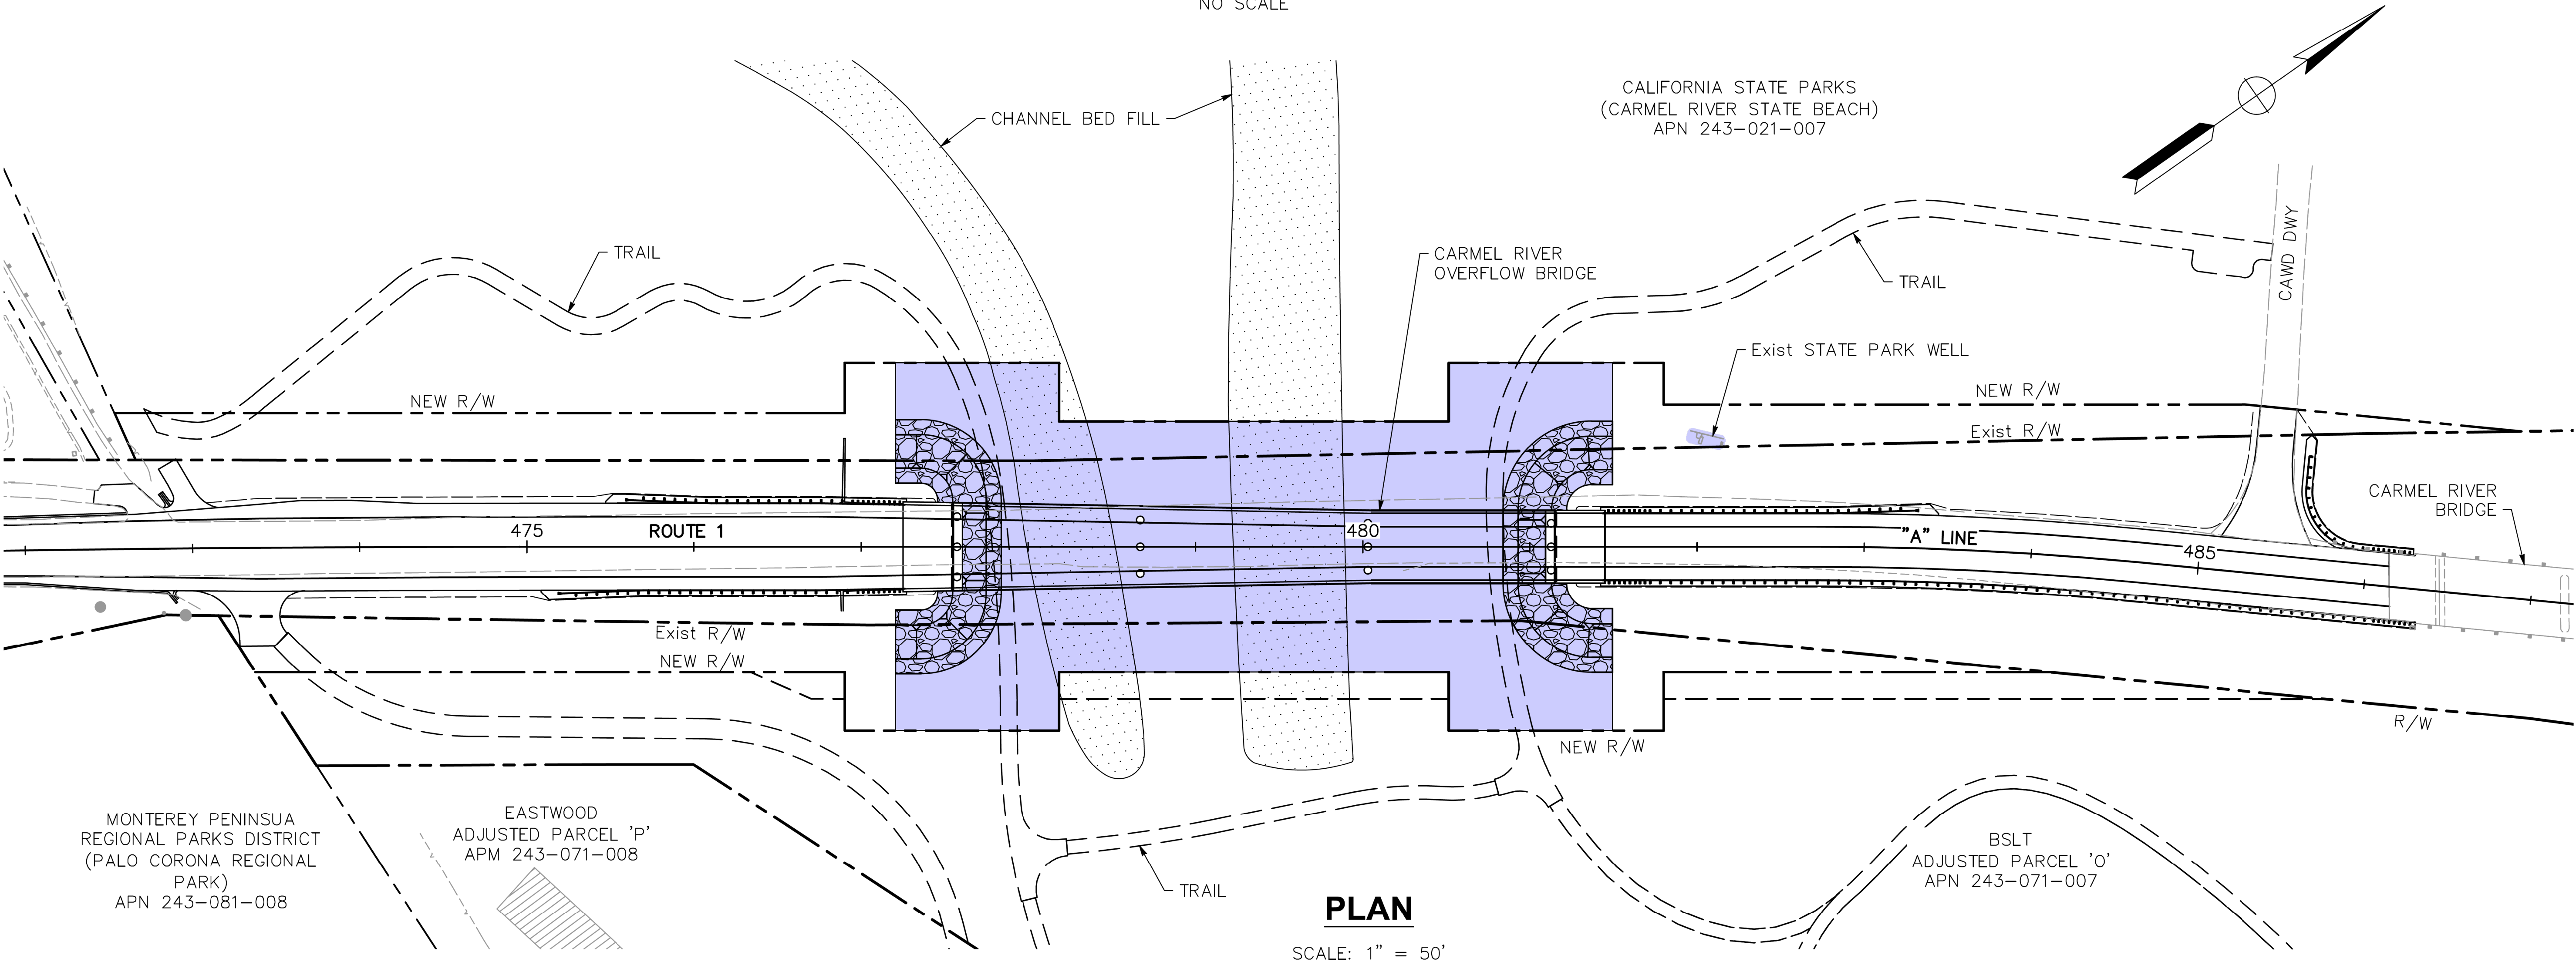 NO SCALE
CALIFORNIA STATE PARKS
(CARMEL RIVER STATE BEACH)
APN 243-021-007
CHANNEL BED FILL
TRAIL
CARMEL RIVER
OVERFLOW BRIDGE
TRAIL
CAWD DWY
Exist STATE PARK WELL
NEW R/W
NEW R/W
Exist R/W
CARMEL RIVER
BRIDGE
475
ROUTE 1
480
"A" LINE
485
Exist R/W
NEW R/W
R/W
NEW R/W
MONTEREY PENINSUA
REGIONAL PARKS DISTRICT
(PALO CORONA REGIONAL
PARK)
APN 243-081-008
EASTWOOD
ADJUSTED PARCEL 'P'
APM 243-071-008
TRAIL
BSLT
ADJUSTED PARCEL 'O'
APN 243-071-007
PLAN
SCALE: 1" = 50'